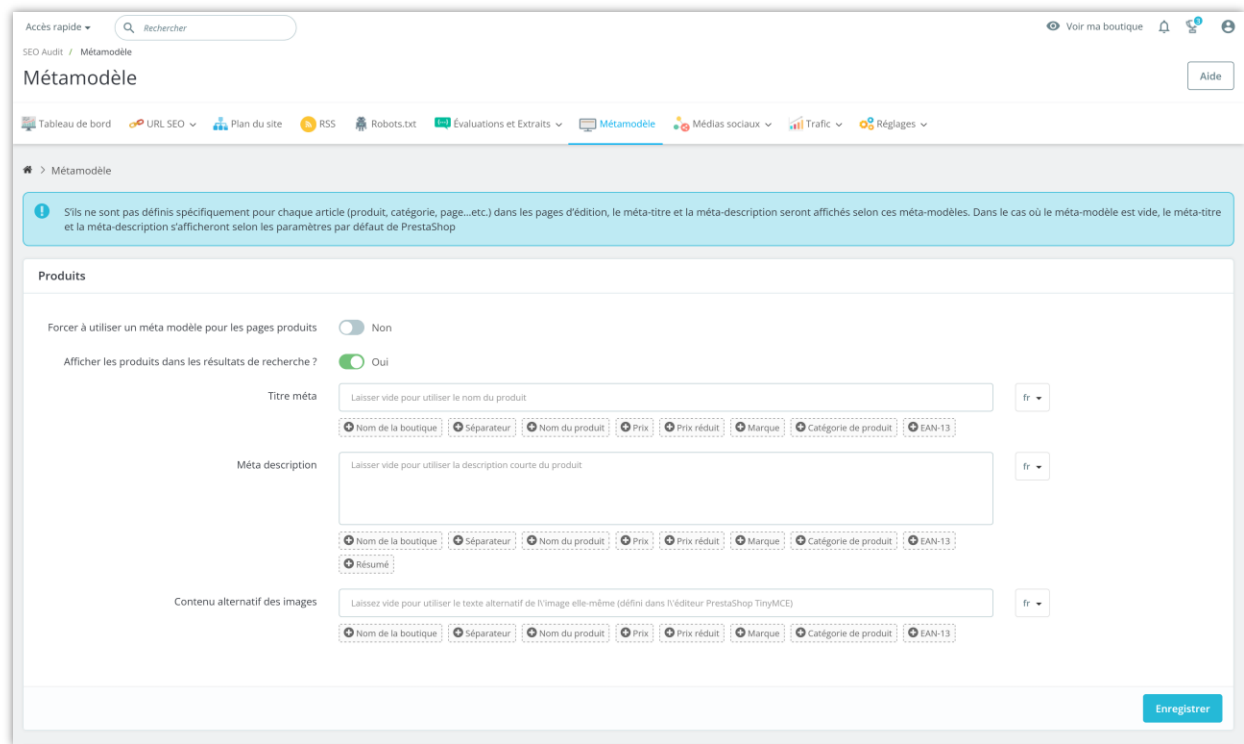 Accès rapide
Rechercher
Voir ma boutique
3
SEO Audit / Métamodèle
Métamodèle
Aide
Tableau de bord URL SEO Plan du site RSS Robots.txt Évaluations et Extraits Métamodèle Médias sociaux Trafic Réglages
> Métamodèle
S'ils ne sont pas définis spécifiquement pour chaque article (produit, catégorie, page...etc.) dans les pages d'édition, le méta-titre et la méta-description seront affichés selon ces méta-modèles. Dans le cas où le méta-modèle est vide, le méta-titre
et la méta-description s'afficheront selon les paramètres par défaut de PrestaShop
Produits
Forcer à utiliser un méta modèle pour les pages produits Non
Afficher les produits dans les résultats de recherche ? Oui
Titre méta Laisser vide pour utiliser le nom du produit fr
Nom de la boutique Séparateur Nom du produit Prix Prix réduit Marque Catégorie de produit EAN-13
Méta description Laisser vide pour utiliser la description courte du produit fr
Nom de la boutique Séparateur Nom du produit Prix Prix réduit Marque Catégorie de produit EAN-13
Résumé
Contenu alternatif des images Laissez vide pour utiliser le texte alternatif de l\'image elle-même (défini dans l\'éditeur PrestaShop TinyMCE) fr
Nom de la boutique Séparateur Nom du produit Prix Prix réduit Marque Catégorie de produit EAN-13
Enregistrer